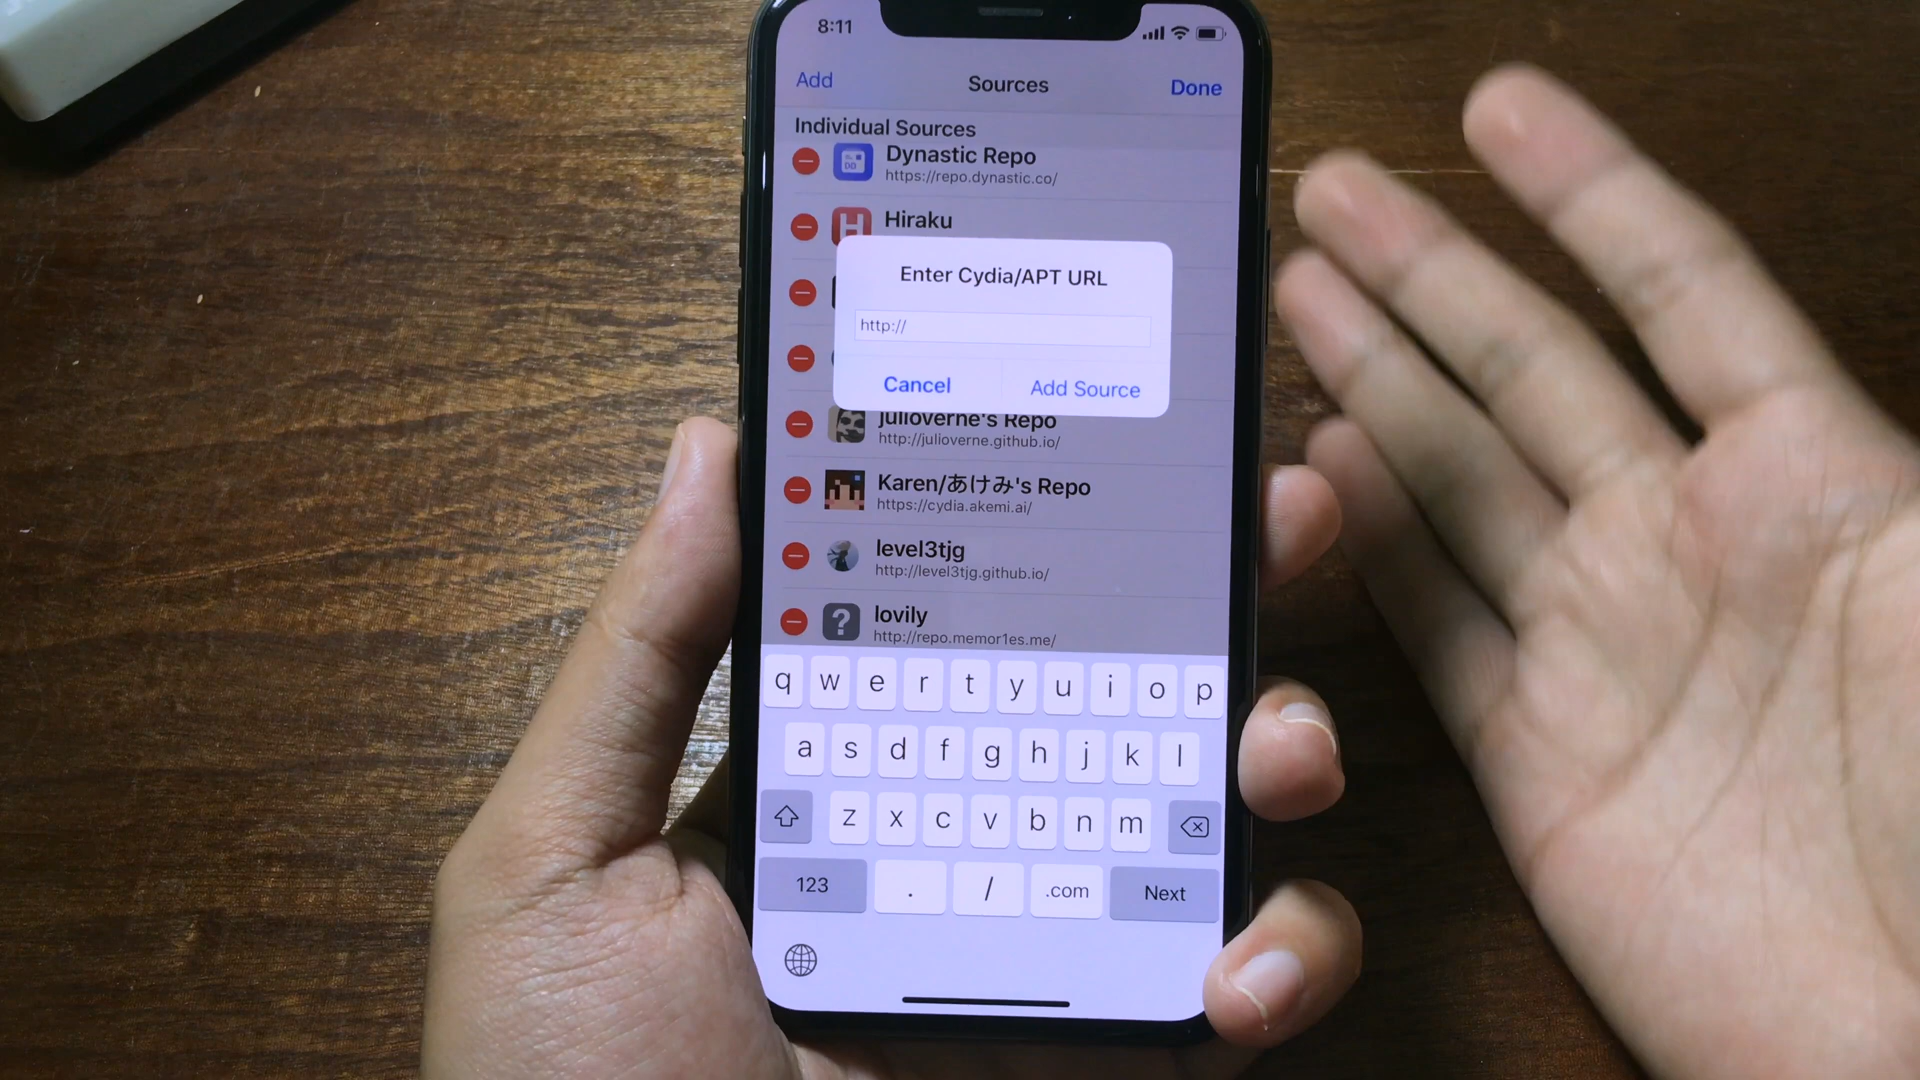 8:11
Add
Sources
Done
Individual Sources
Dynastic Repo
https://repo.dynastic.co/
H
Hiraku
Enter Cydia/APT URL
http://
Cancel
Add Source
julioverne's Repo
http://julioverne.github.io/
Karen/あけみ's Repo
https://cydia.akemi.ai/
level3tjg
http://level3tjg.github.io/
?
lovily
http://repo.memor1es.me/
q w e r t y u i o p
a s d f g h j k l
z x c v b n m
123 . / .com Next